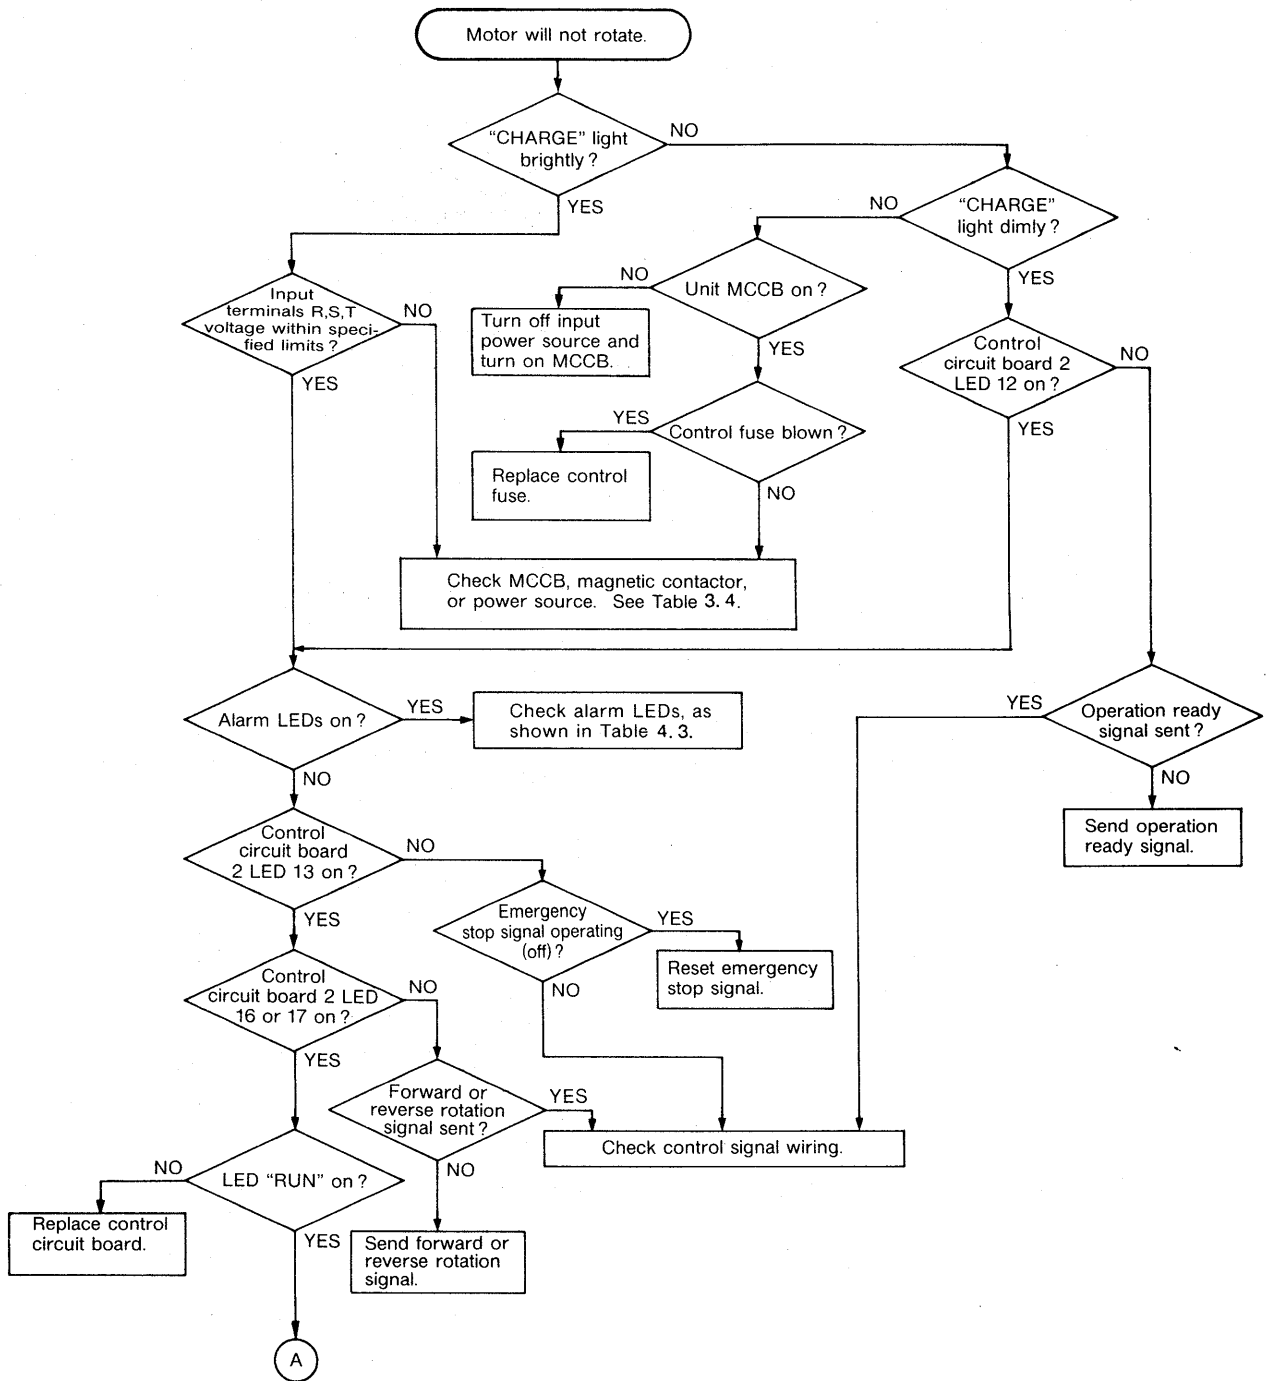 Motor will not rotate.
"CHARGE" light
brightly?
NO
YES
"CHARGE"
light dimly?
NO
YES
Input
terminals R,S,T
voltage within speci-
fied limits?
NO
YES
Unit MCCB on?
NO
YES
Turn off input
power source and
turn on MCCB.
Control
circuit board 2
LED 12 on?
NO
YES
Control fuse blown?
YES
NO
Replace control
fuse.
Check MCCB, magnetic contactor,
or power source. See Table 3.4.
Alarm LEDs on?
YES
NO
Check alarm LEDs, as
shown in Table 4.3.
Operation ready
signal sent?
YES
NO
Send operation
ready signal.
Control
circuit board
2 LED 13 on?
NO
YES
Emergency
stop signal operating
(off)?
YES
NO
Reset emergency
stop signal.
Control
circuit board 2 LED
16 or 17 on?
NO
YES
Forward or
reverse rotation
signal sent?
YES
NO
Check control signal wiring.
LED "RUN" on?
NO
YES
Replace control
circuit board.
Send forward or
reverse rotation
signal.
A